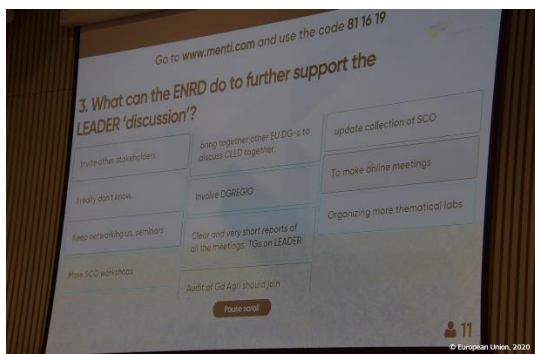 Go to www.menti.com and use the code 81 16 19
3. What can the ENRD do to further support the
LEADER 'discussion'?
Invite other stakeholders
I really don't know.
Keep networking us, seminars
More SCO workshops
bring together other EU DG-s to
discuss CLLD together.
Involve DGREGIO
Clear and very short reports of
all the meetings. TGs on LEADER
Audit of Gd Agri should join
update collection of SCO
To make online meetings
Organizing more thematical labs
Pause scroll
11
© European Union, 2020